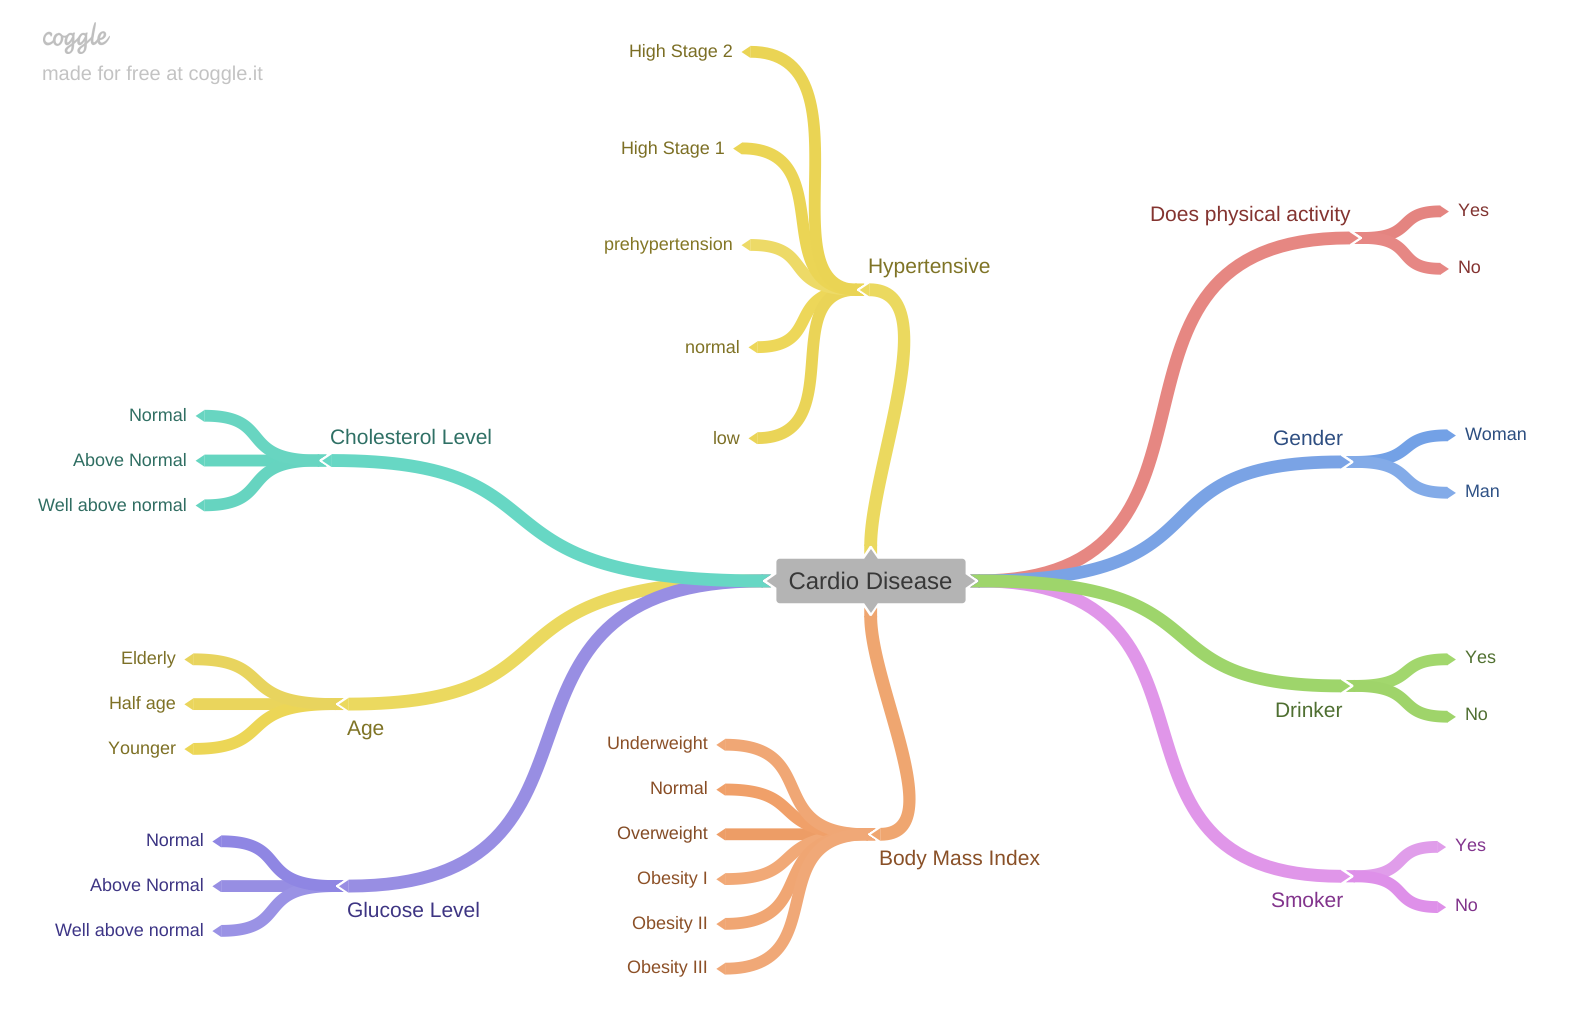 coggle
made for free at coggle.it
High Stage 2
High Stage 1
prehypertension
normal
low
Hypertensive
Does physical activity
Yes
No
Gender
Woman
Man
Cholesterol Level
Normal
Above Normal
Well above normal
Cardio Disease
Age
Elderly
Half age
Younger
Glucose Level
Normal
Above Normal
Well above normal
Body Mass Index
Underweight
Normal
Overweight
Obesity I
Obesity II
Obesity III
Drinker
Yes
No
Smoker
Yes
No